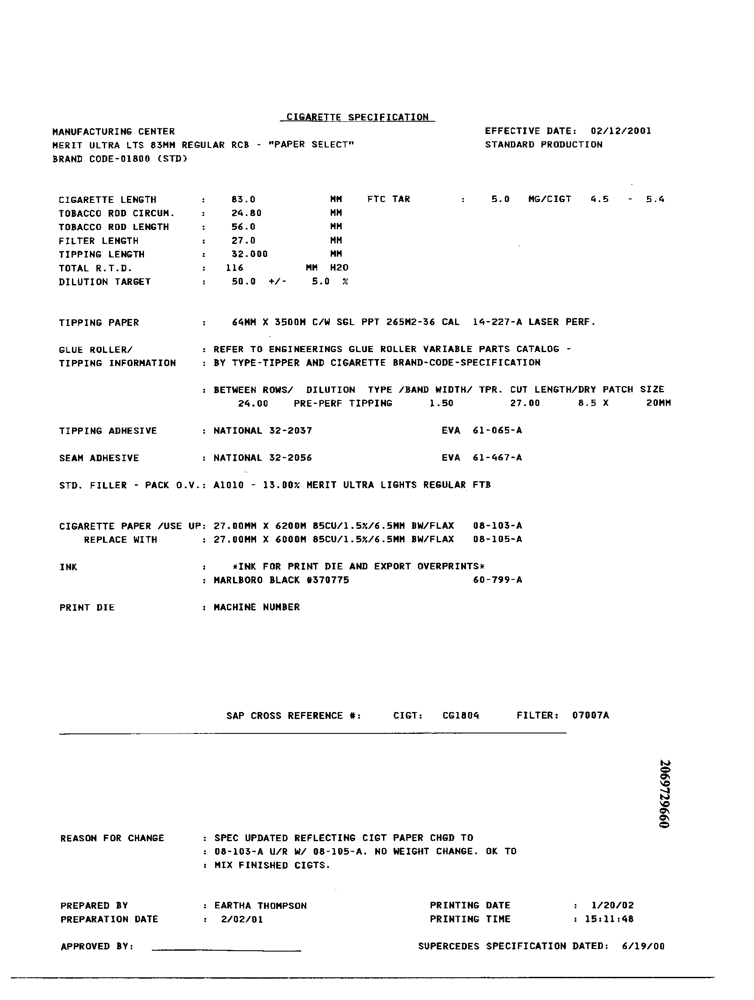 CIGARETTE SPECIFICATION
MANUFACTURING CENTER EFFECTIVE DATE: 02/12/2001
MERIT ULTRA LTS 83MM REGULAR RCB - "PAPER SELECT" STANDARD PRODUCTION
BRAND CODE-01800 (STD)
CIGARETTE LENGTH : 83.0 MM FTC TAR : 5.0 MG/CIGT 4.5 - 5.4
TOBACCO ROD CIRCUM. : 24.80 MM
TOBACCO ROD LENGTH : 56.0 MM
FILTER LENGTH : 27.0 MM
TIPPING LENGTH : 32.000 MM
TOTAL R.T.D. : 116 MM H2O
DILUTION TARGET : 50.0 +/- 5.0 %
TIPPING PAPER : 64MM X 3500M C/W SGL PPT 265M2-36 CAL 14-227-A LASER PERF.
GLUE ROLLER/ : REFER TO ENGINEERINGS GLUE ROLLER VARIABLE PARTS CATALOG -
TIPPING INFORMATION : BY TYPE-TIPPER AND CIGARETTE BRAND-CODE-SPECIFICATION
: BETWEEN ROWS/ DILUTION TYPE /BAND WIDTH/ TPR. CUT LENGTH/DRY PATCH SIZE
24.00 PRE-PERF TIPPING 1.50 27.00 8.5 X 20MM
TIPPING ADHESIVE : NATIONAL 32-2037 EVA 61-065-A
SEAM ADHESIVE : NATIONAL 32-2056 EVA 61-467-A
STD. FILLER - PACK O.V.: A1010 - 13.00% MERIT ULTRA LIGHTS REGULAR FTB
CIGARETTE PAPER /USE UP: 27.00MM X 6200M 85CU/1.5%/6.5MM BW/FLAX 08-103-A
REPLACE WITH : 27.00MM X 6000M 85CU/1.5%/6.5MM BW/FLAX 08-105-A
INK : *INK FOR PRINT DIE AND EXPORT OVERPRINTS*
: MARLBORO BLACK #370775 60-799-A
PRINT DIE : MACHINE NUMBER
SAP CROSS REFERENCE #: CIGT: CG1804 FILTER: 07007A
2069729660
REASON FOR CHANGE : SPEC UPDATED REFLECTING CIGT PAPER CHGD TO
: 08-103-A U/R W/ 08-105-A. NO WEIGHT CHANGE. OK TO
: MIX FINISHED CIGTS.
PREPARED BY : EARTHA THOMPSON PRINTING DATE : 1/20/02
PREPARATION DATE : 2/02/01 PRINTING TIME : 15:11:48
APPROVED BY: SUPERCEDES SPECIFICATION DATED: 6/19/00